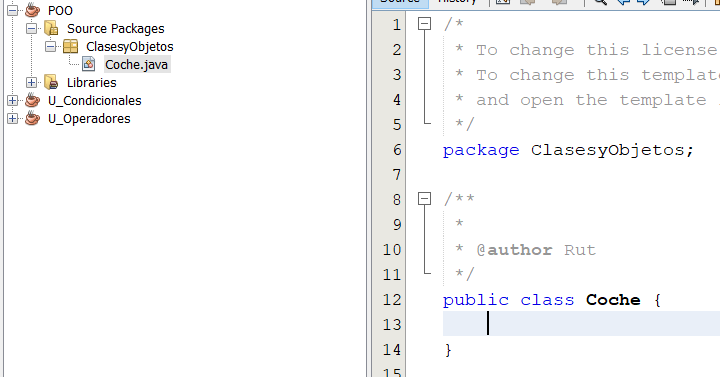 POO
Source Packages
ClasesyObjetos
Coche.java
Libraries
U_Condicionales
U_Operadores
Source History
1 /*
2 * To change this license
3 * To change this template
4 * and open the template
5 */
6 package ClasesyObjetos;
7
8 /**
9 *
10 * @author Rut
11 */
12 public class Coche {
13
14 }
15